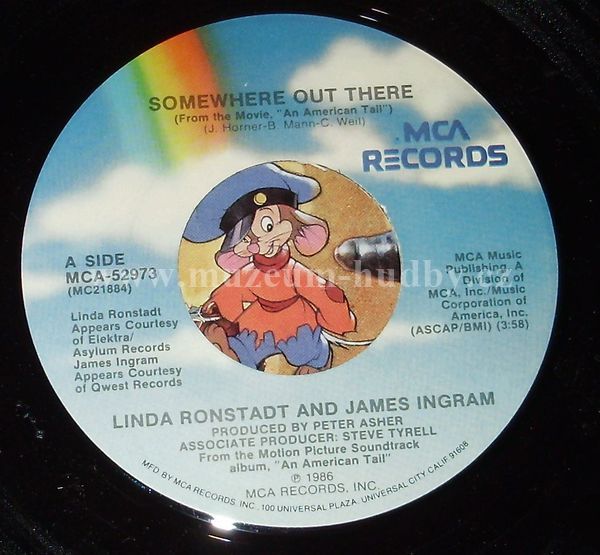 SOMEWHERE OUT THERE
(From the Movie, "An American Tail")
(J. Horner-B. Mann-C. Weil)
MCA
RECORDS
A SIDE
MCA-52973
(MC21884)
Linda Ronstadt
Appears Courtesy
of Elektra/
Asylum Records
James Ingram
Appears Courtesy
of Qwest Records
MCA Music
Publishing, A
Division of
MCA, Inc./Music
Corporation of
America, Inc.
(ASCAP/BMI) (3:58)
www.muzeum-hudby.cz
LINDA RONSTADT AND JAMES INGRAM
PRODUCED BY PETER ASHER
ASSOCIATE PRODUCER: STEVE TYRELL
From the Motion Picture Soundtrack
album, "An American Tail"
℗ 1986
MCA RECORDS, INC.
MFD BY MCA RECORDS INC., 100 UNIVERSAL PLAZA, UNIVERSAL CITY CALIF 91608